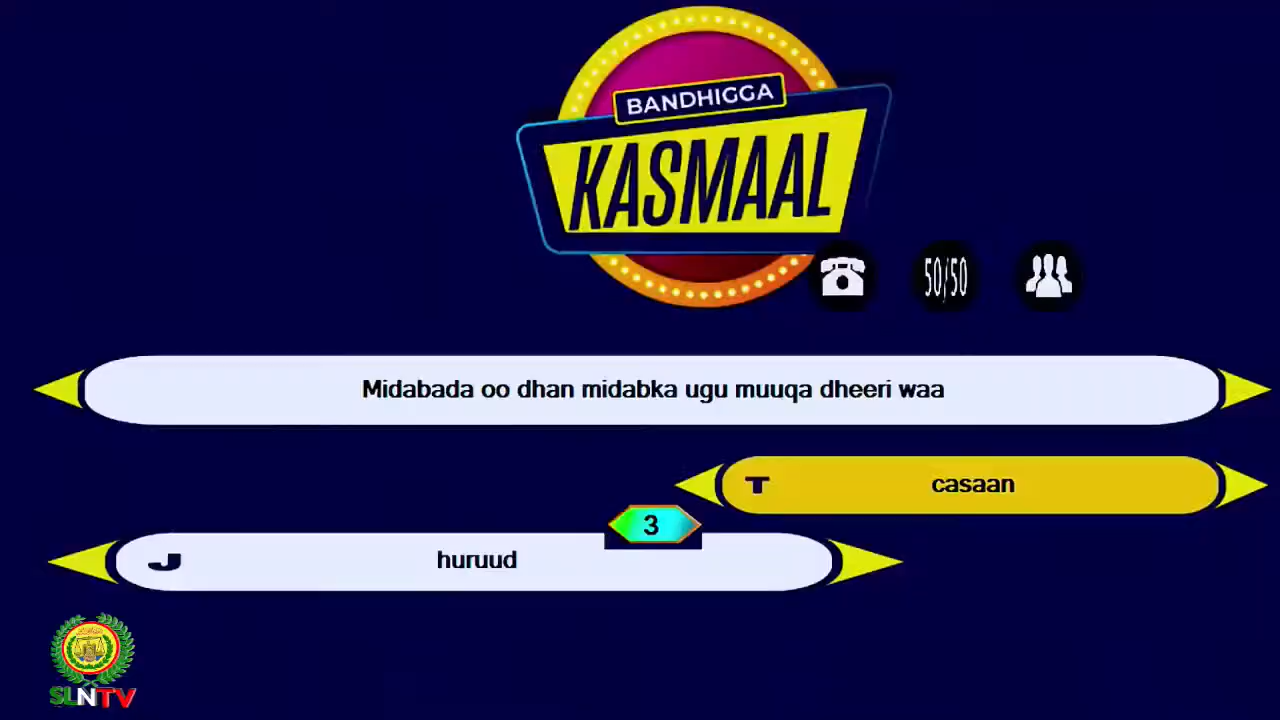 BANDHIGGA
KASMAAL
50/50
Midabada oo dhan midabka ugu muuqa dheeri waa
T casaan
3
J huruud
SLNTV